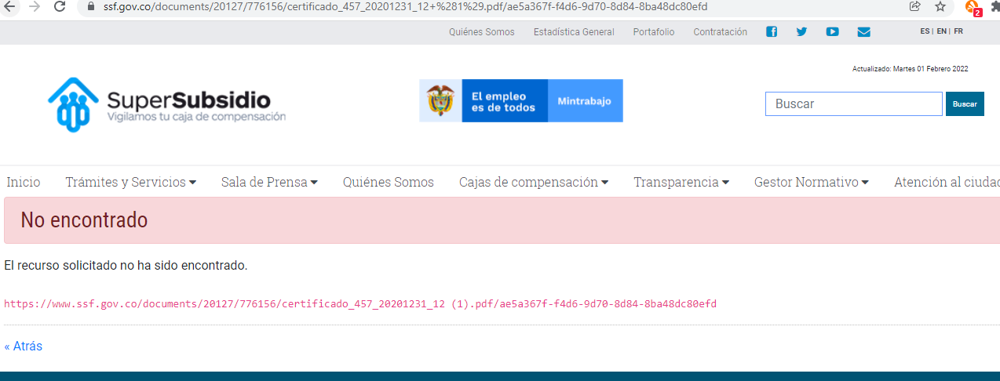 ssf.gov.co/documents/20127/776156/certificado_457_20201231_12+%281%29.pdf/ae5a367f-f4d6-9d70-8d84-8ba48dc80efd
2
Quiénes Somos Estadística General Portafolio Contratación ES | EN | FR
Actualizado: Martes 01 Febrero 2022
SuperSubsidio
Vigilamos tu caja de compensación
El empleo
es de todos
Mintrabajo
Buscar Buscar
Inicio Trámites y Servicios Sala de Prensa Quiénes Somos Cajas de compensación Transparencia Gestor Normativo Atención al ciudad
No encontrado
El recurso solicitado no ha sido encontrado.
https://www.ssf.gov.co/documents/20127/776156/certificado_457_20201231_12 (1).pdf/ae5a367f-f4d6-9d70-8d84-8ba48dc80efd
« Atrás